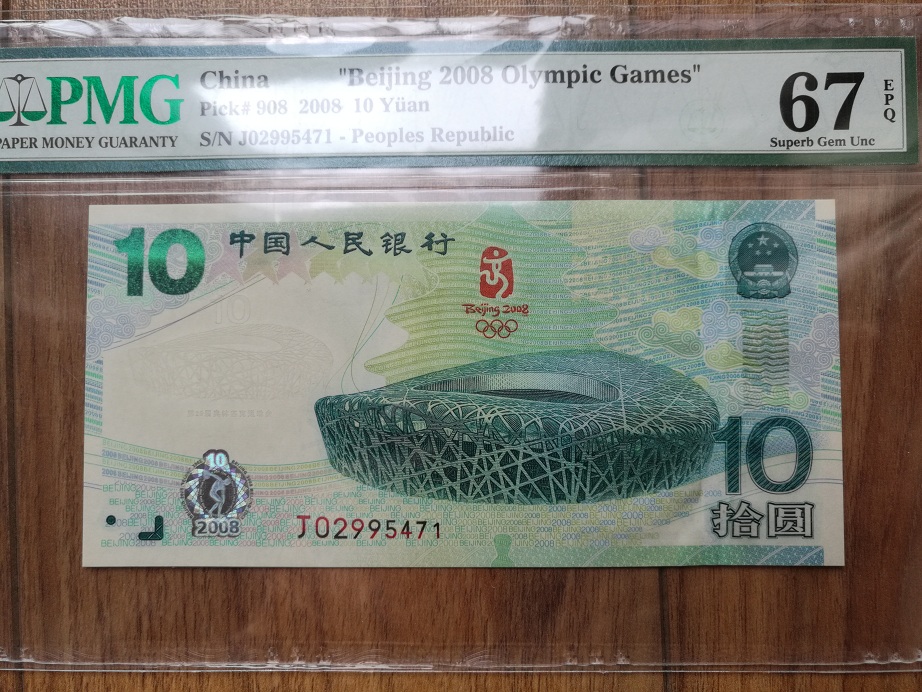 PMG
PAPER MONEY GUARANTY
China "Beijing 2008 Olympic Games"
Pick# 908 2008 10 Yüan
S/N J02995471 - Peoples Republic
67
EPQ
Superb Gem Unc
10
中国人民银行
Beijing 2008
10
拾圆
10
2008
J02995471